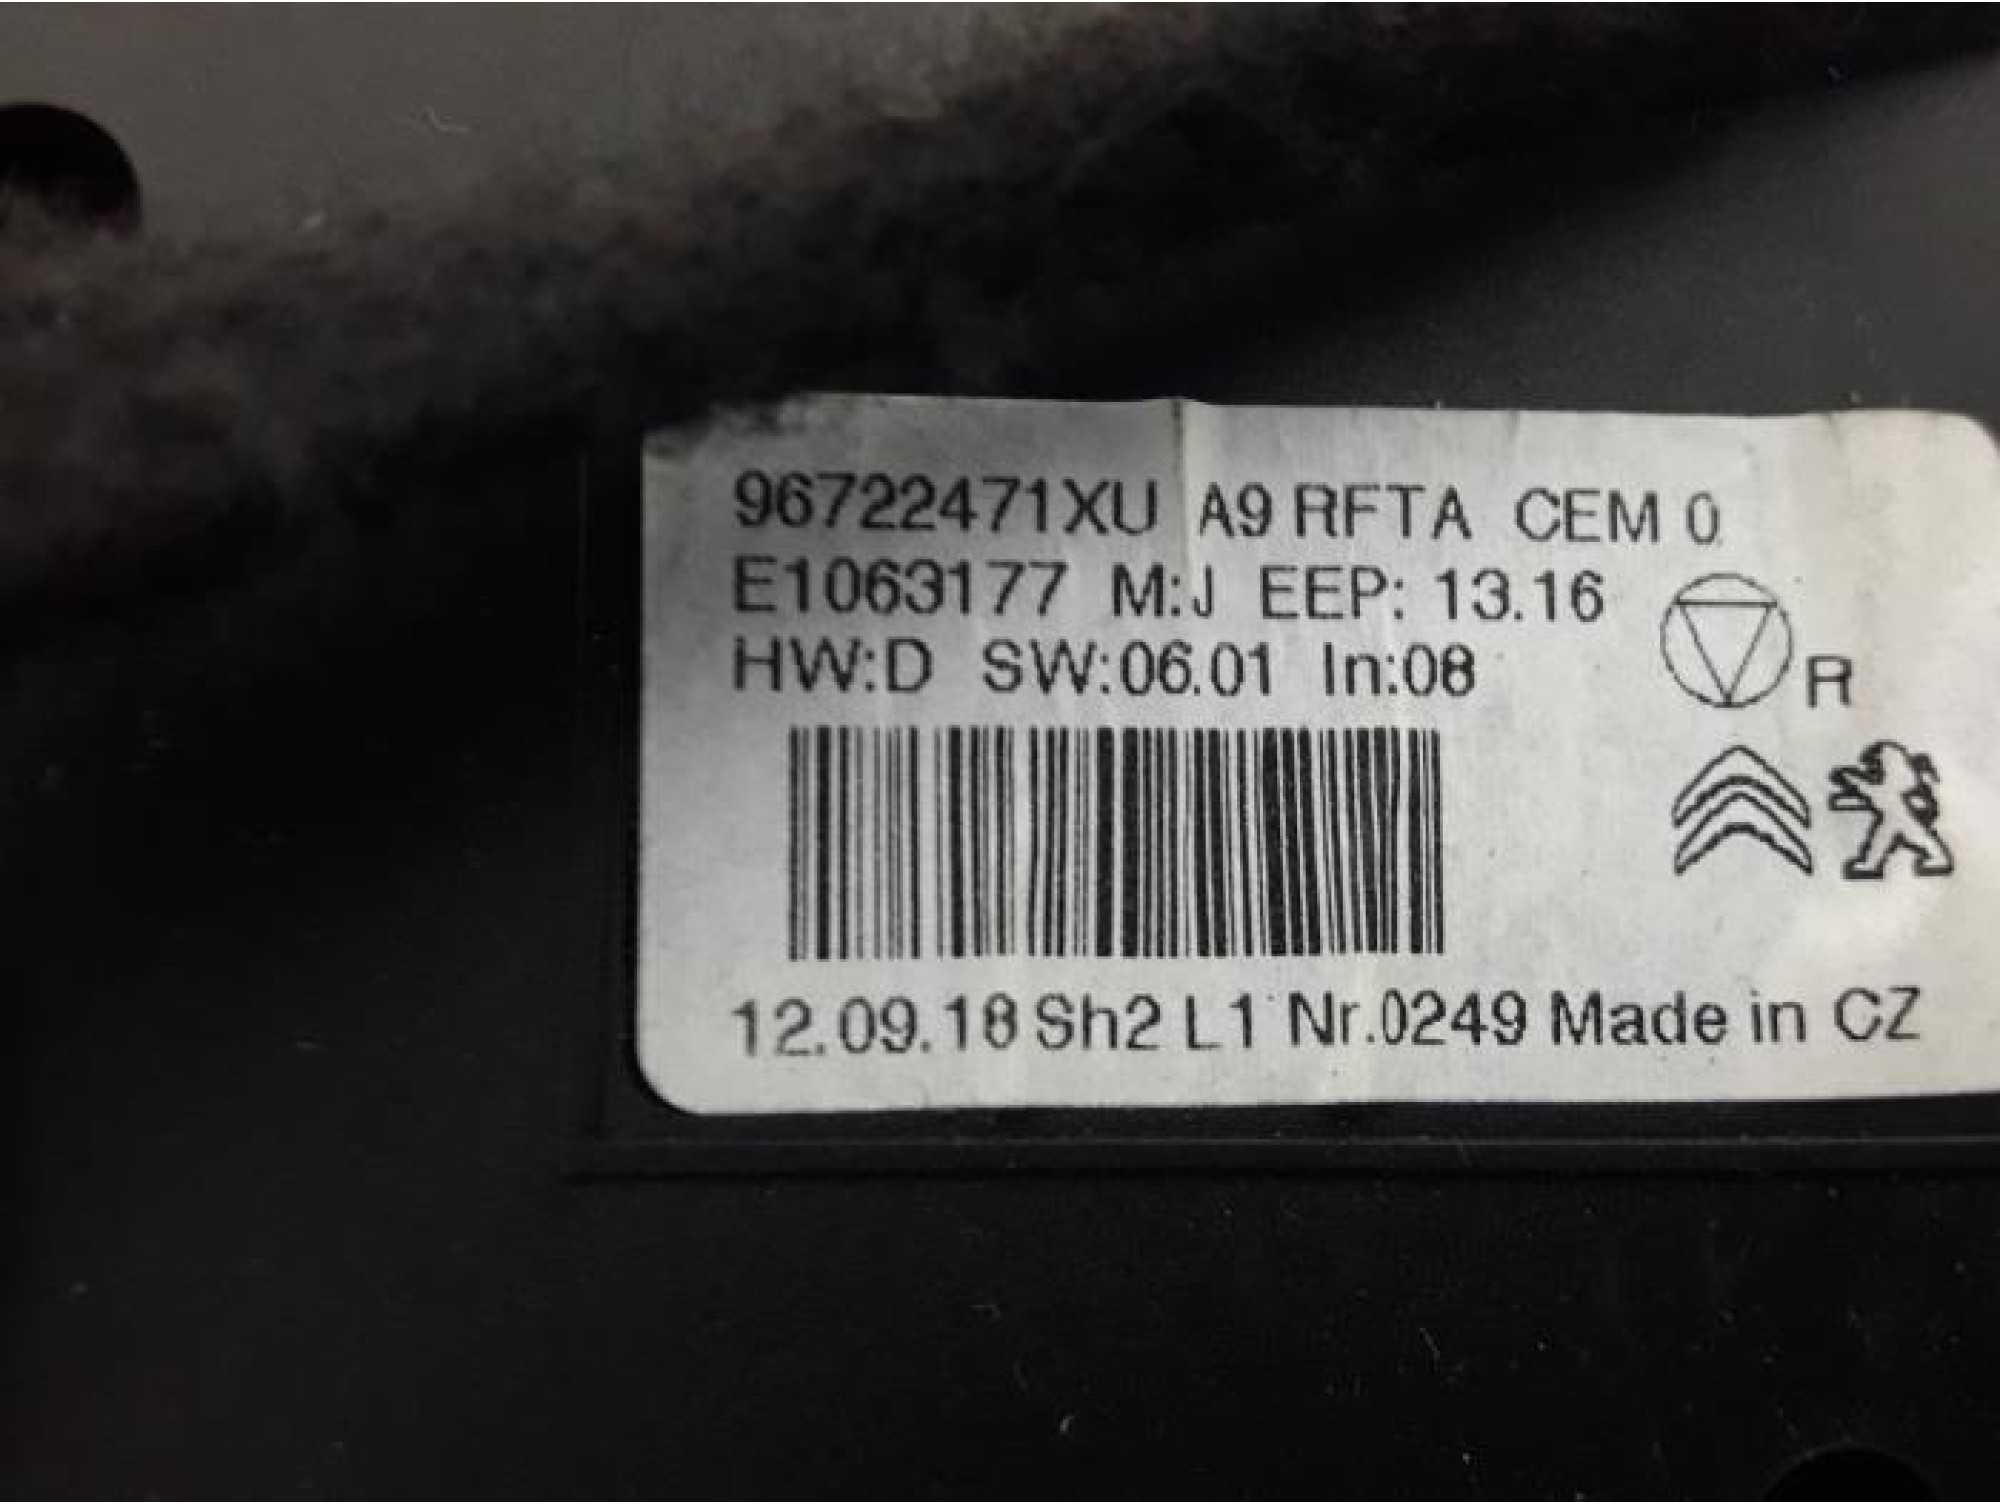 96722471XU A9 RFTA CEM 0
E1063177 M:J EEP: 13.16
HW:D SW:06.01 In:08
R
12.09.18 Sh2 L1 Nr.0249 Made in CZ